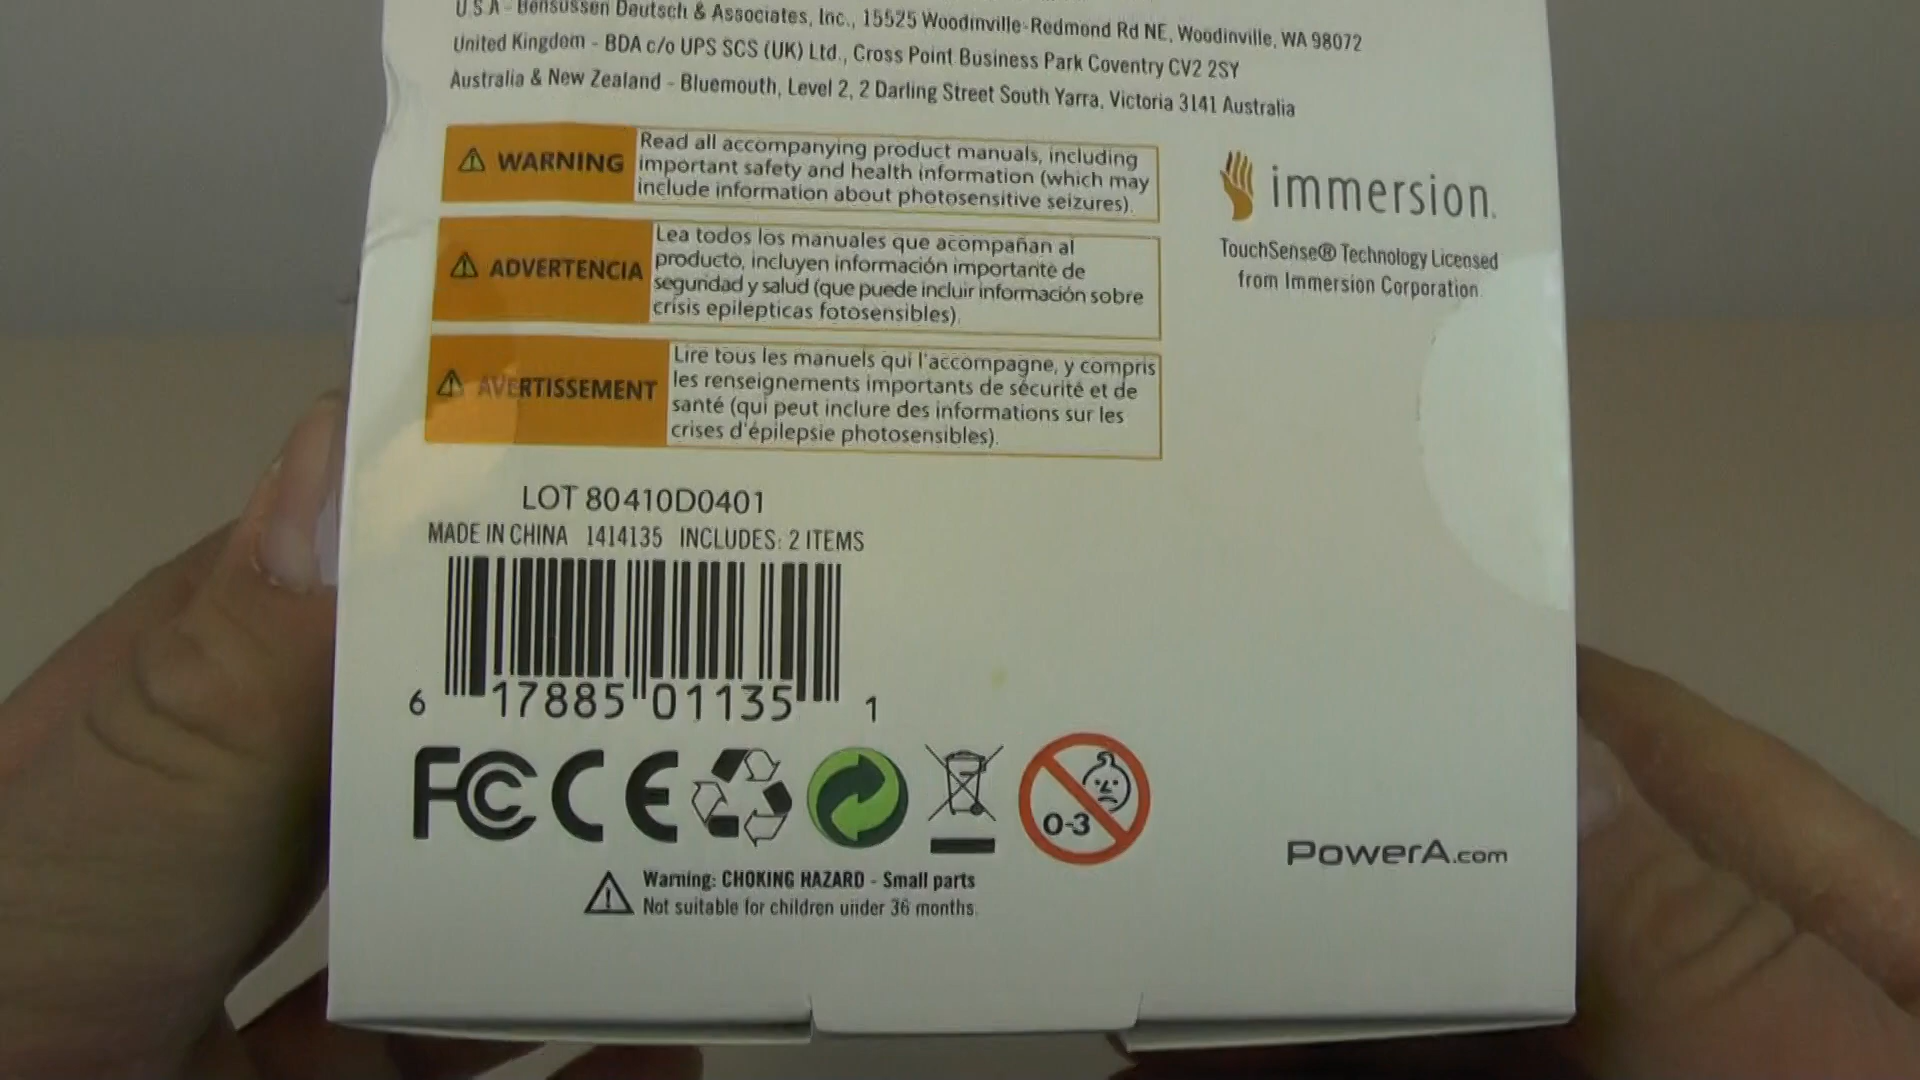 U.S.A - Bensussen Deutsch & Associates, Inc., 15525 Woodinville-Redmond Rd NE, Woodinville, WA 98072
United Kingdom - BDA c/o UPS SCS (UK) Ltd., Cross Point Business Park Coventry CV2 2SY
Australia & New Zealand - Bluemouth, Level 2, 2 Darling Street South Yarra, Victoria 3141 Australia
WARNING
Read all accompanying product manuals, including
important safety and health information (which may
include information about photosensitive seizures).
immersion.
TouchSense® Technology Licensed
from Immersion Corporation.
ADVERTENCIA
Lea todos los manuales que acompañan al
producto, incluyen información importante de
seguridad y salud (que puede incluir información sobre
crisis epilepticas fotosensibles).
AVERTISSEMENT
Lire tous les manuels qui l'accompagne, y compris
les renseignements importants de sécurité et de
santé (qui peut inclure des informations sur les
crises d'épilepsie photosensibles).
LOT 80410D0401
MADE IN CHINA 1414135 INCLUDES: 2 ITEMS
6 17885 01135 1
FC CE
0-3
PowerA.com
Warning: CHOKING HAZARD - Small parts
Not suitable for children under 36 months.